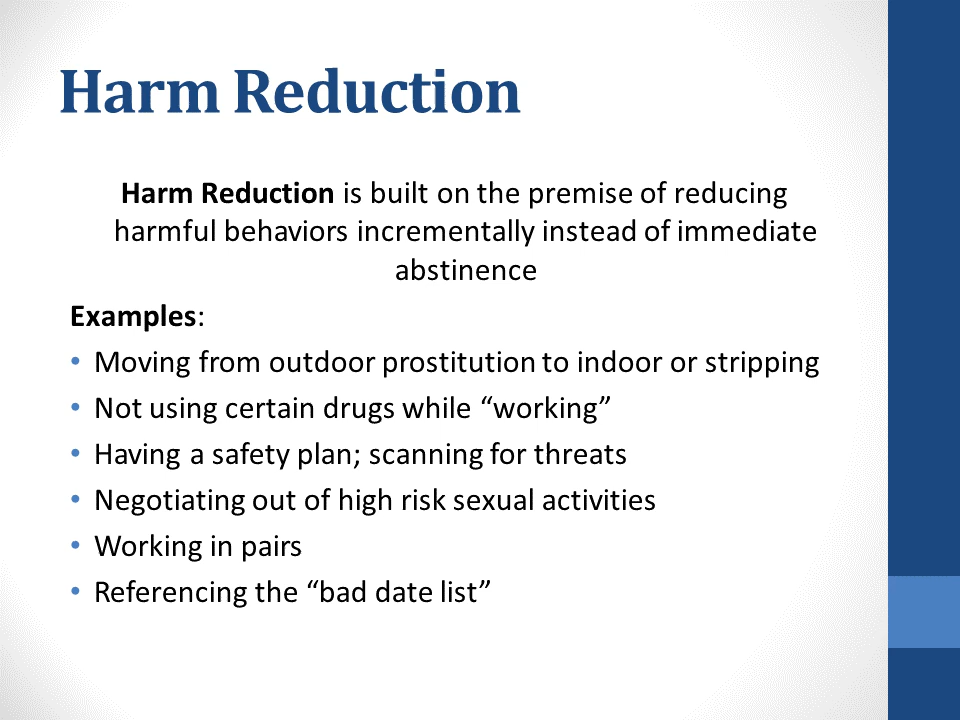 Harm Reduction
Harm Reduction is built on the premise of reducing
harmful behaviors incrementally instead of immediate
abstinence
Examples:
• Moving from outdoor prostitution to indoor or stripping
• Not using certain drugs while “working”
• Having a safety plan; scanning for threats
• Negotiating out of high risk sexual activities
• Working in pairs
• Referencing the “bad date list”